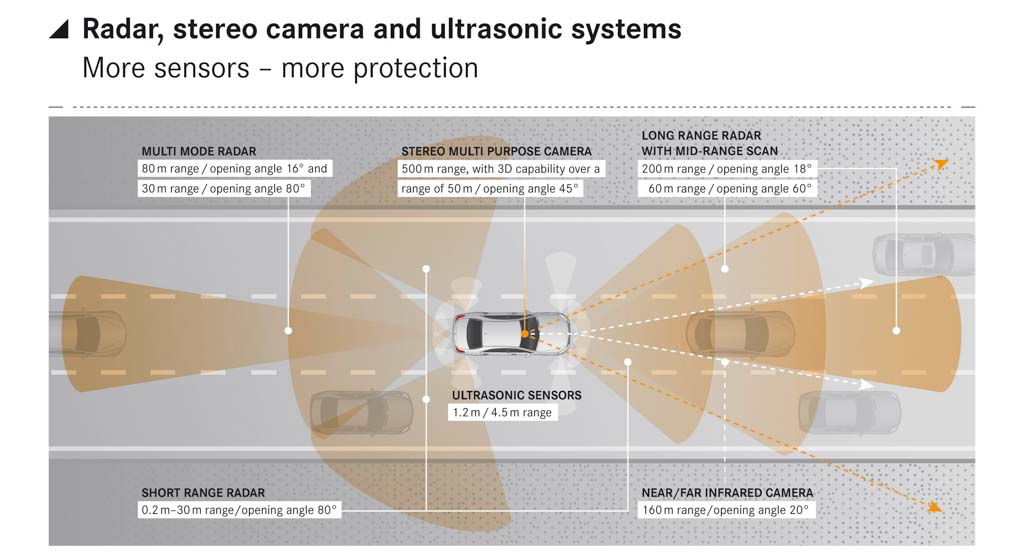 Radar, stereo camera and ultrasonic systems
More sensors – more protection
MULTI MODE RADAR
80 m range / opening angle 16° and
30 m range / opening angle 80°
STEREO MULTI PURPOSE CAMERA
500 m range, with 3D capability over a
range of 50 m / opening angle 45°
LONG RANGE RADAR
WITH MID-RANGE SCAN
200 m range / opening angle 18°
60 m range / opening angle 60°
ULTRASONIC SENSORS
1.2 m / 4.5 m range
SHORT RANGE RADAR
0.2 m–30 m range/opening angle 80°
NEAR/FAR INFRARED CAMERA
160 m range/opening angle 20°